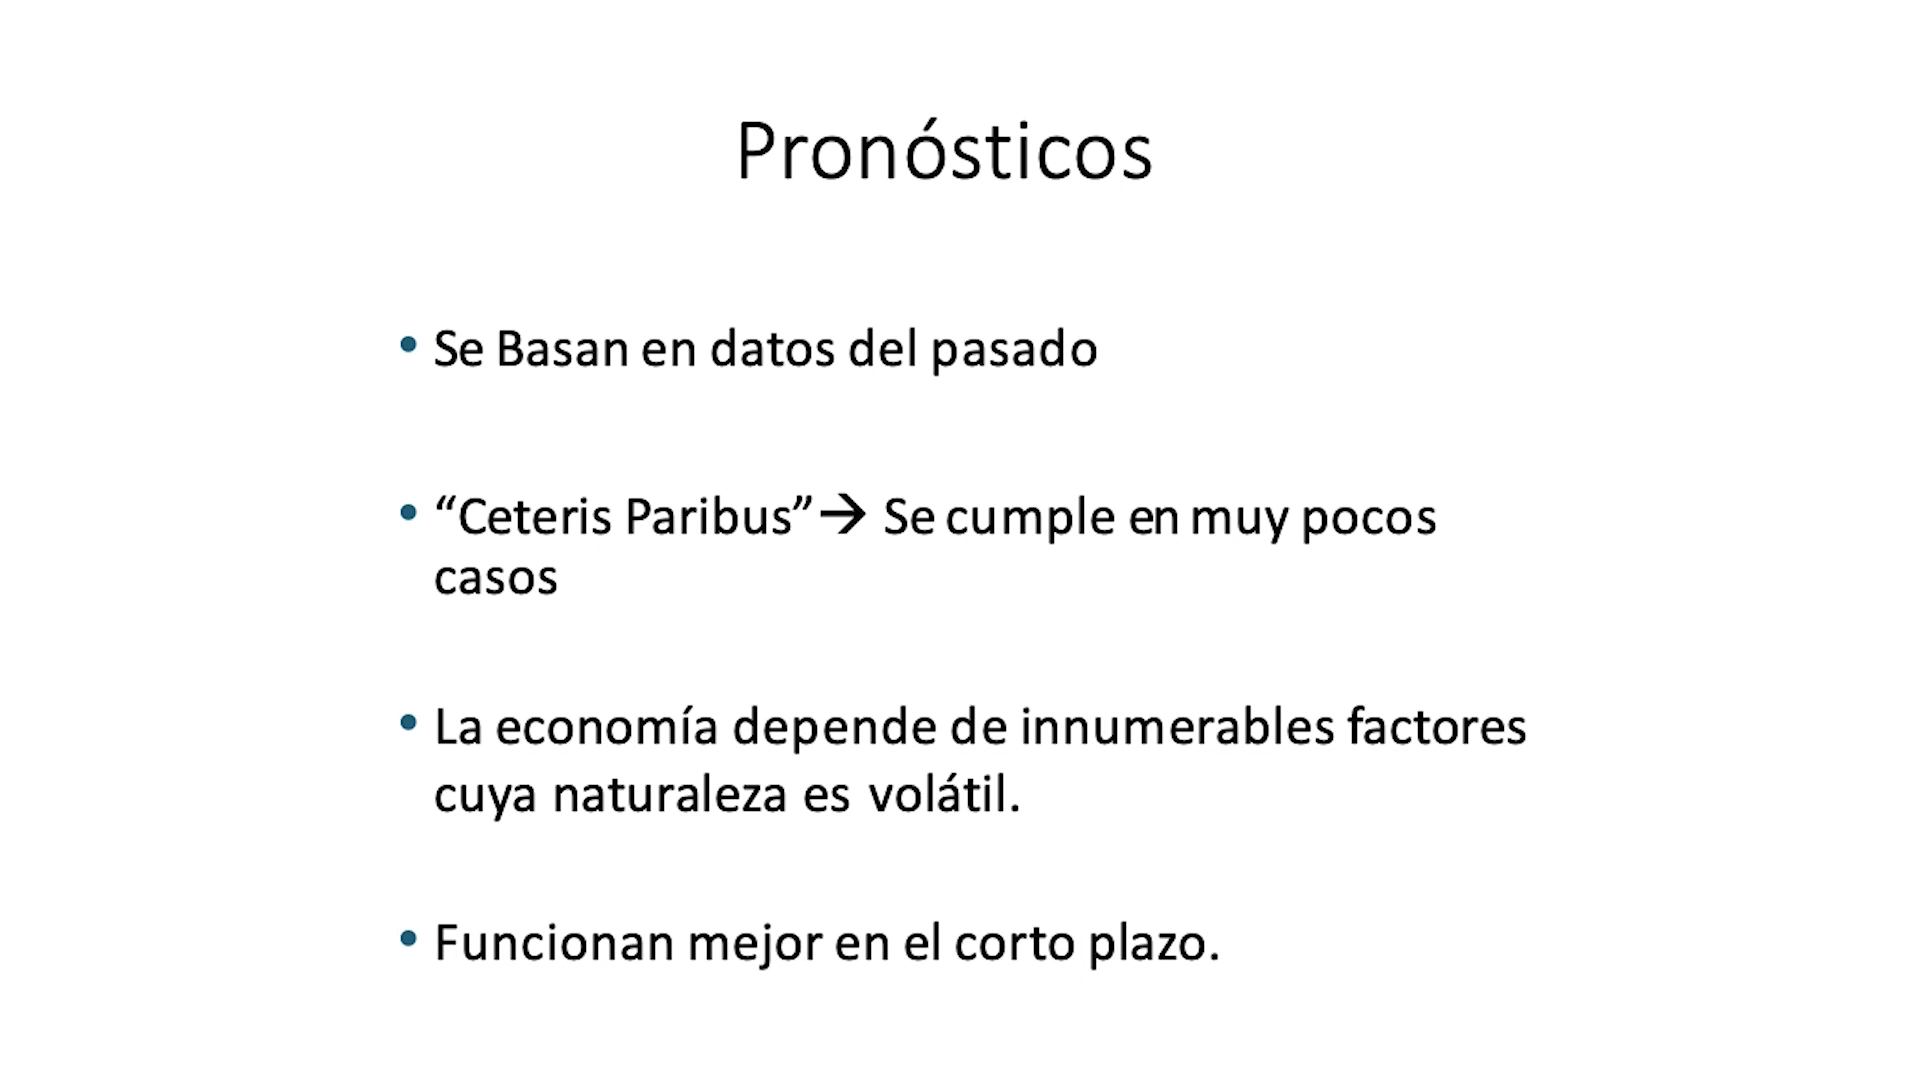 Pronósticos
• Se Basan en datos del pasado
• “Ceteris Paribus”→ Se cumple en muy pocos
casos
• La economía depende de innumerables factores
cuya naturaleza es volátil.
• Funcionan mejor en el corto plazo.